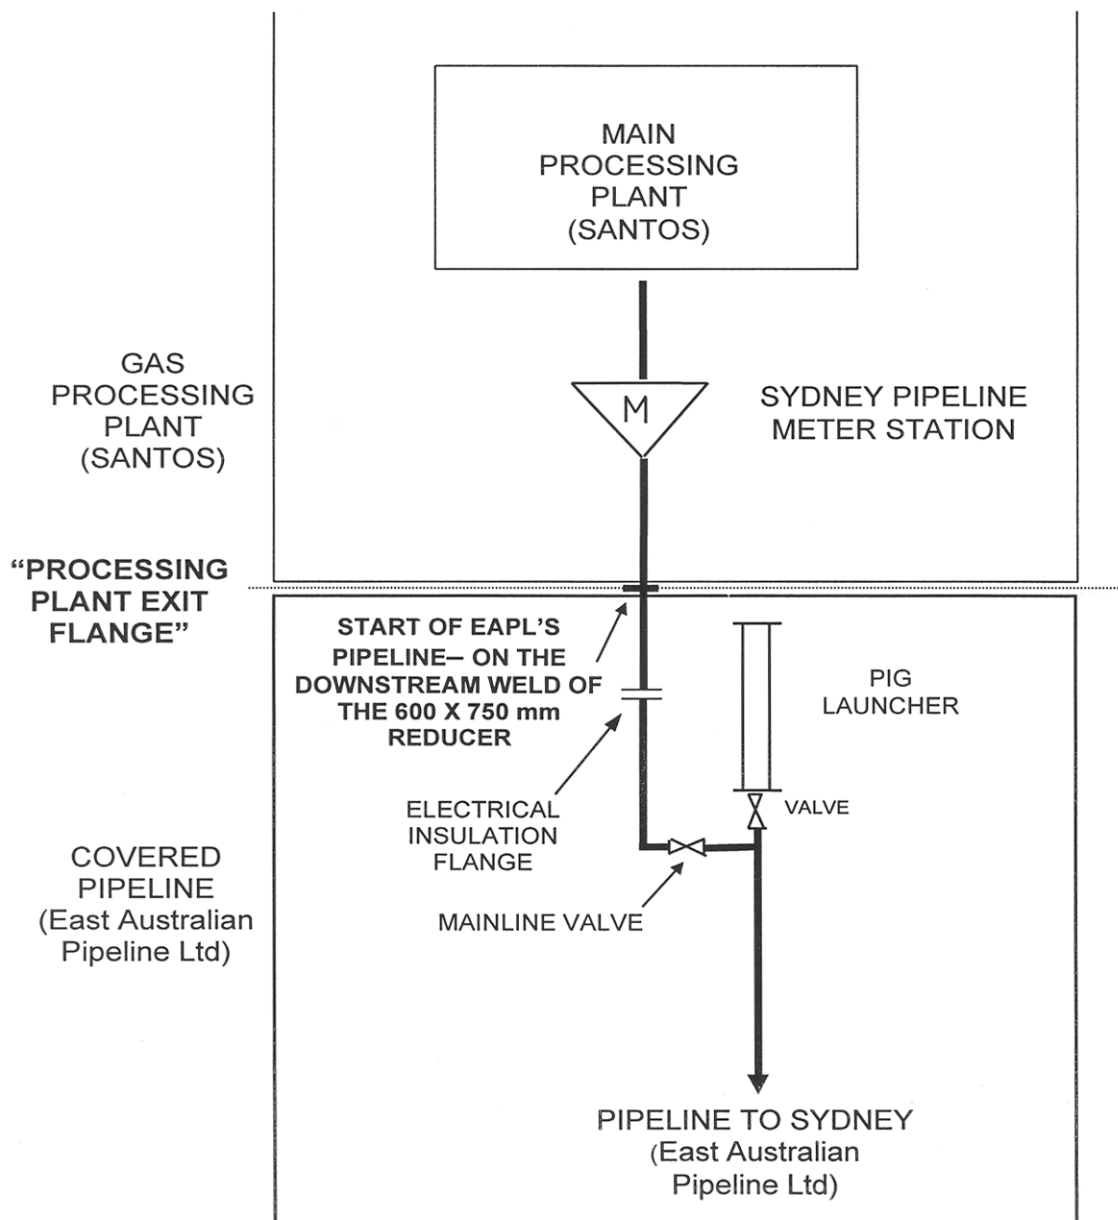 MAIN
PROCESSING
PLANT
(SANTOS)
GAS
PROCESSING
PLANT
(SANTOS)
M
SYDNEY PIPELINE
METER STATION
“PROCESSING
PLANT EXIT
FLANGE”
START OF EAPL’S
PIPELINE– ON THE
DOWNSTREAM WELD OF
THE 600 X 750 mm
REDUCER
PIG
LAUNCHER
ELECTRICAL
INSULATION
FLANGE
VALVE
MAINLINE VALVE
COVERED
PIPELINE
(East Australian
Pipeline Ltd)
PIPELINE TO SYDNEY
(East Australian
Pipeline Ltd)